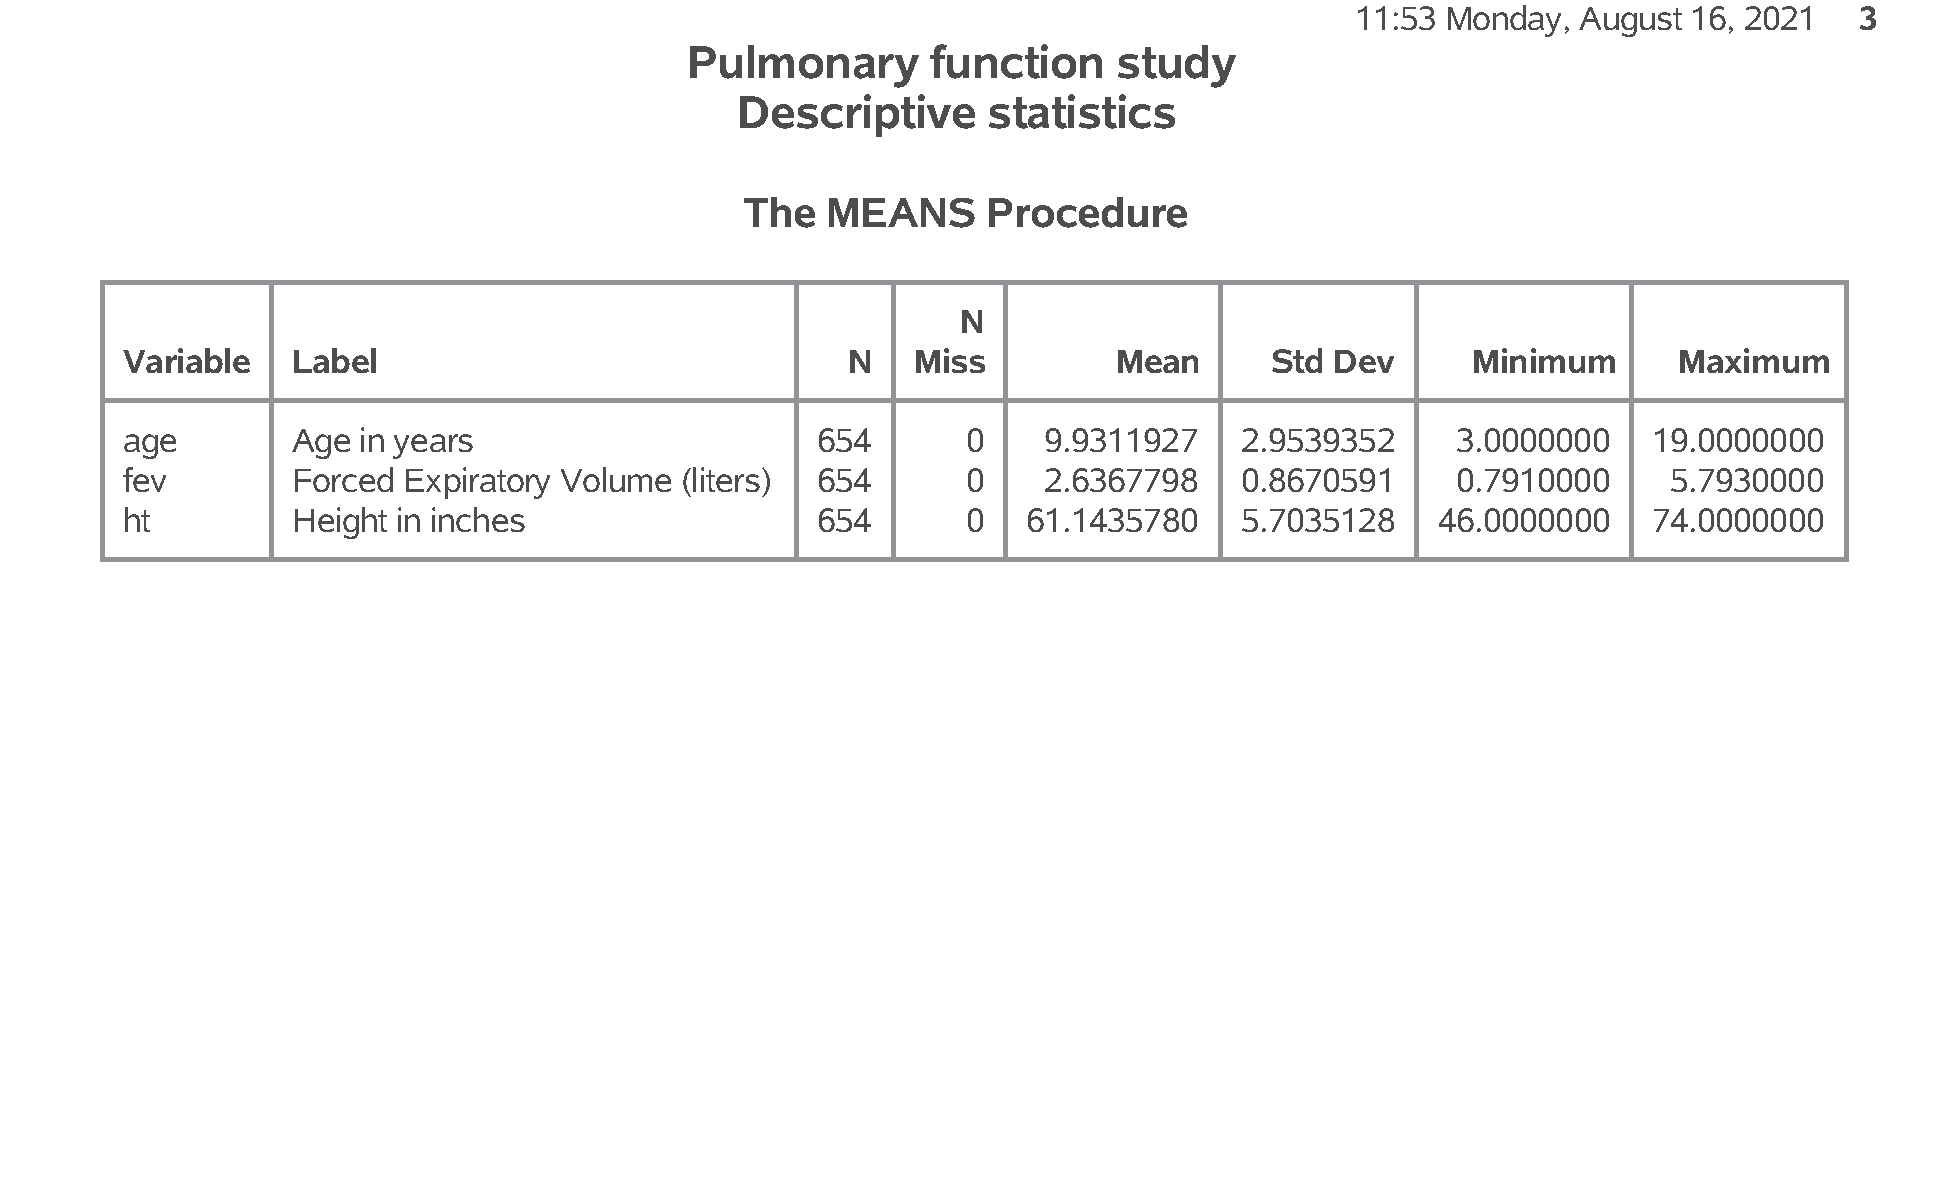 11:53 Monday, August 16, 2021 3
Pulmonary function study
Descriptive statistics
The MEANS Procedure
Variable Label N N Miss Mean Std Dev Minimum Maximum
age Age in years 654 0 9.9311927 2.9539352 3.0000000 19.0000000
fev Forced Expiratory Volume (liters) 654 0 2.6367798 0.8670591 0.7910000 5.7930000
ht Height in inches 654 0 61.1435780 5.7035128 46.0000000 74.0000000